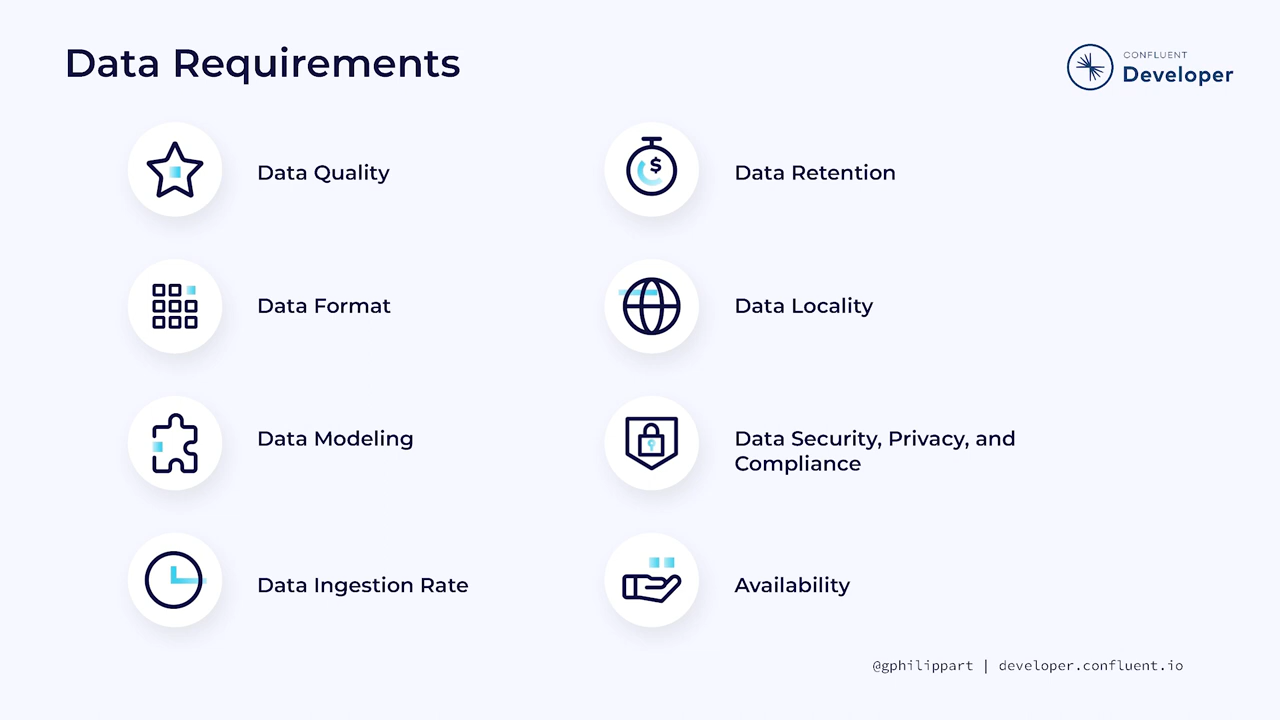 Data Requirements
CONFLUENT
Developer
Data Quality
Data Retention
$
Data Format
Data Locality
Data Modeling
Data Security, Privacy, and
Compliance
Data Ingestion Rate
Availability
@gphilippart | developer.confluent.io